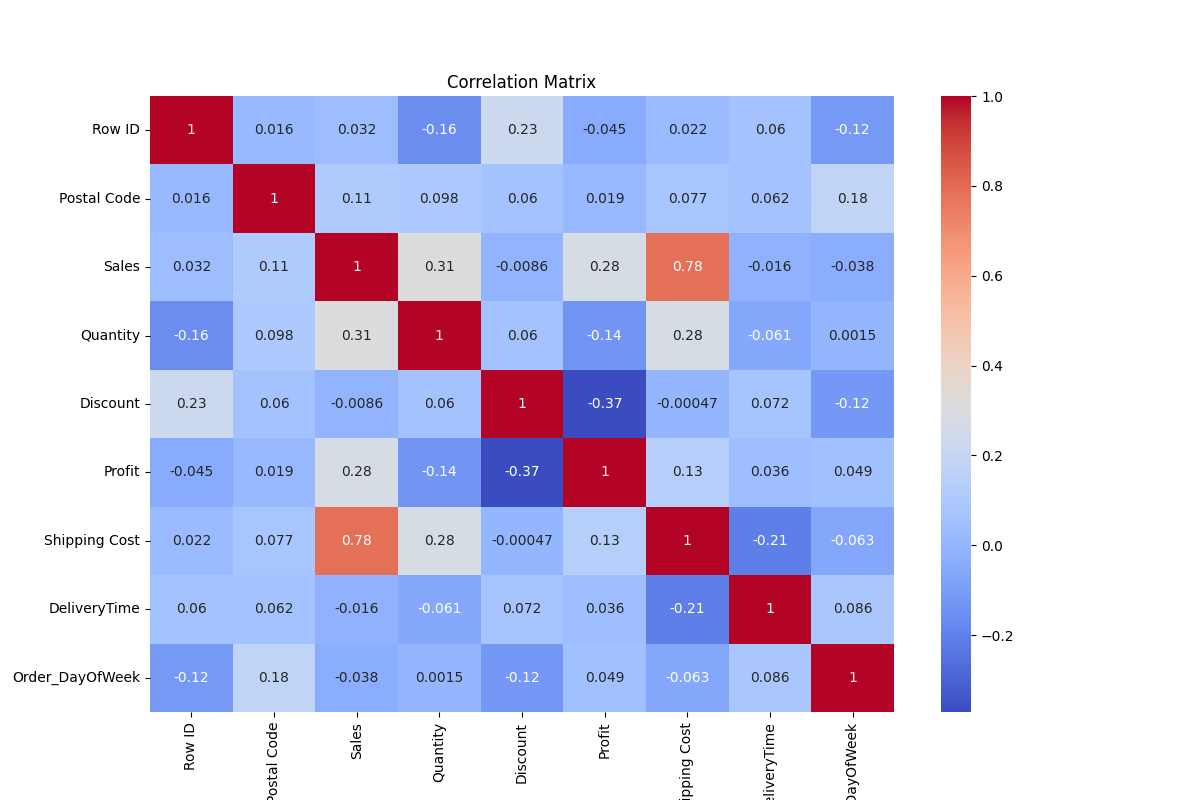 Correlation Matrix
Row ID 1 0.016 0.032 -0.16 0.23 -0.045 0.022 0.06 -0.12
Postal Code 0.016 1 0.11 0.098 0.06 0.019 0.077 0.062 0.18
Sales 0.032 0.11 1 0.31 -0.0086 0.28 0.78 -0.016 -0.038
Quantity -0.16 0.098 0.31 1 0.06 -0.14 0.28 -0.061 0.0015
Discount 0.23 0.06 -0.0086 0.06 1 -0.37 -0.00047 0.072 -0.12
Profit -0.045 0.019 0.28 -0.14 -0.37 1 0.13 0.036 0.049
Shipping Cost 0.022 0.077 0.78 0.28 -0.00047 0.13 1 -0.21 -0.063
DeliveryTime 0.06 0.062 -0.016 -0.061 0.072 0.036 -0.21 1 0.086
Order_DayOfWeek -0.12 0.18 -0.038 0.0015 -0.12 0.049 -0.063 0.086 1
Row ID
Postal Code
Sales
Quantity
Discount
Profit
ipping Cost
eliveryTime
DayOfWeek
1.0
0.8
0.6
0.4
0.2
0.0
−0.2